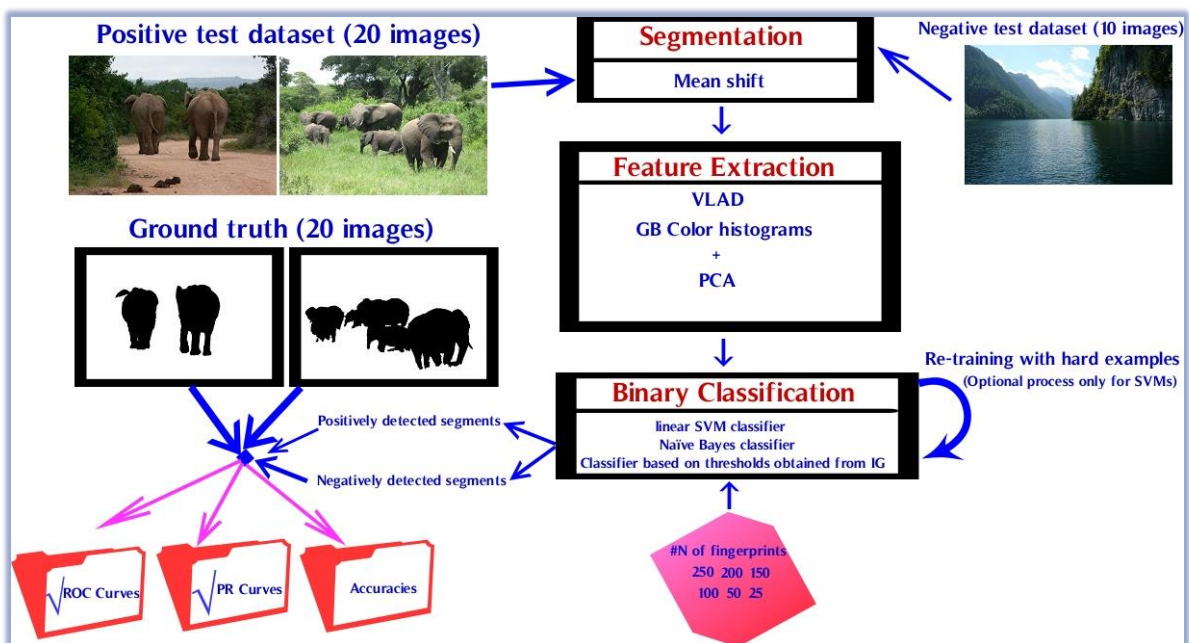 Positive test dataset (20 images)
Segmentation
Mean shift
Negative test dataset (10 images)
Feature Extraction
VLAD
GB Color histograms
+
PCA
Ground truth (20 images)
Re-training with hard examples
(Optional process only for SVMs)
Binary Classification
linear SVM classifier
Naïve Bayes classifier
Classifier based on thresholds obtained from IG
Positively detected segments
Negatively detected segments
#N of fingerprints
250 200 150
100 50 25
√ROC Curves
√PR Curves
Accuracies